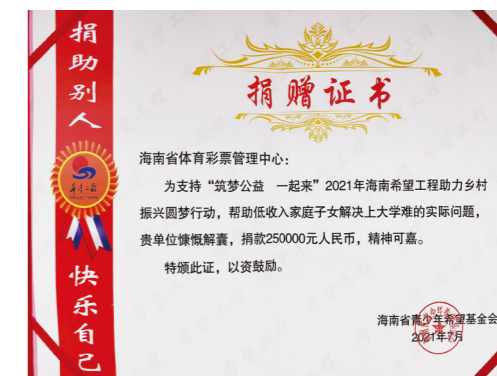 捐助别人
希望工程
快乐自己
捐赠证书
海南省体育彩票管理中心：
为支持“筑梦公益 一起来”2021年海南希望工程助力乡村
振兴圆梦行动，帮助低收入家庭子女解决上大学难的实际问题，
贵单位慷慨解囊，捐款250000元人民币，精神可嘉。
特颁此证，以资鼓励。
海南省青少年希望基金会
2021年7月